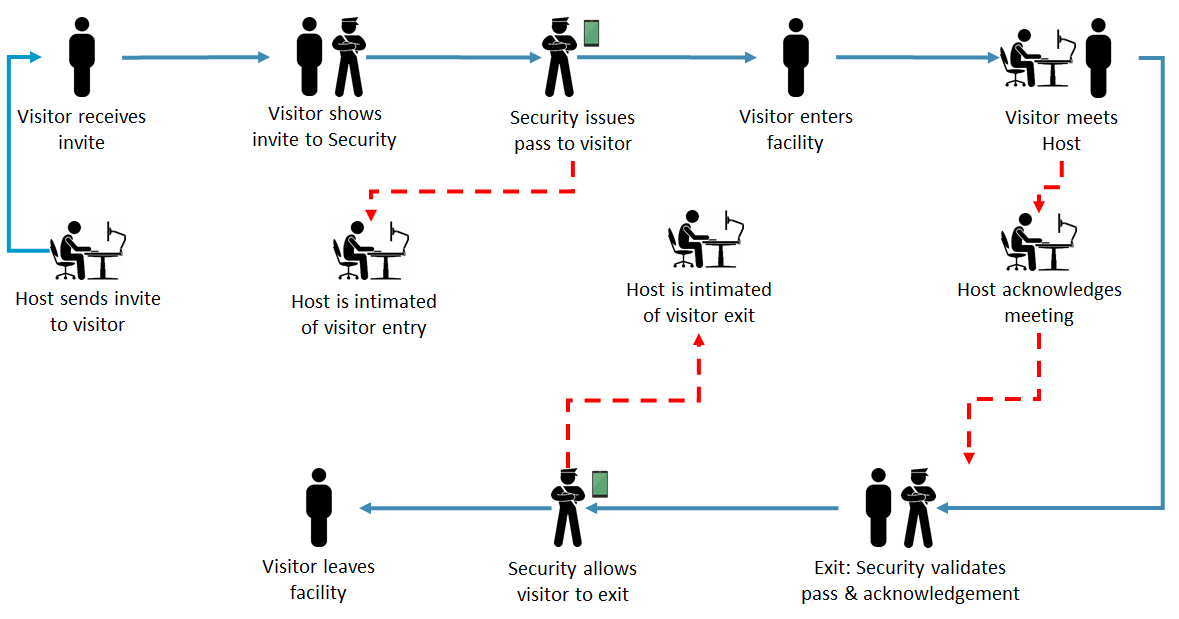 Visitor receives
invite
Visitor shows
invite to Security
Security issues
pass to visitor
Visitor enters
facility
Visitor meets
Host
Host sends invite
to visitor
Host is intimated
of visitor entry
Host is intimated
of visitor exit
Host acknowledges
meeting
Visitor leaves
facility
Security allows
visitor to exit
Exit: Security validates
pass & acknowledgement